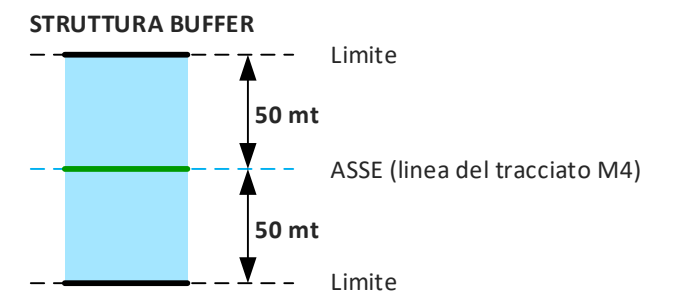 STRUTTURA BUFFER
Limite
50 mt
ASSE (linea del tracciato M4)
50 mt
Limite